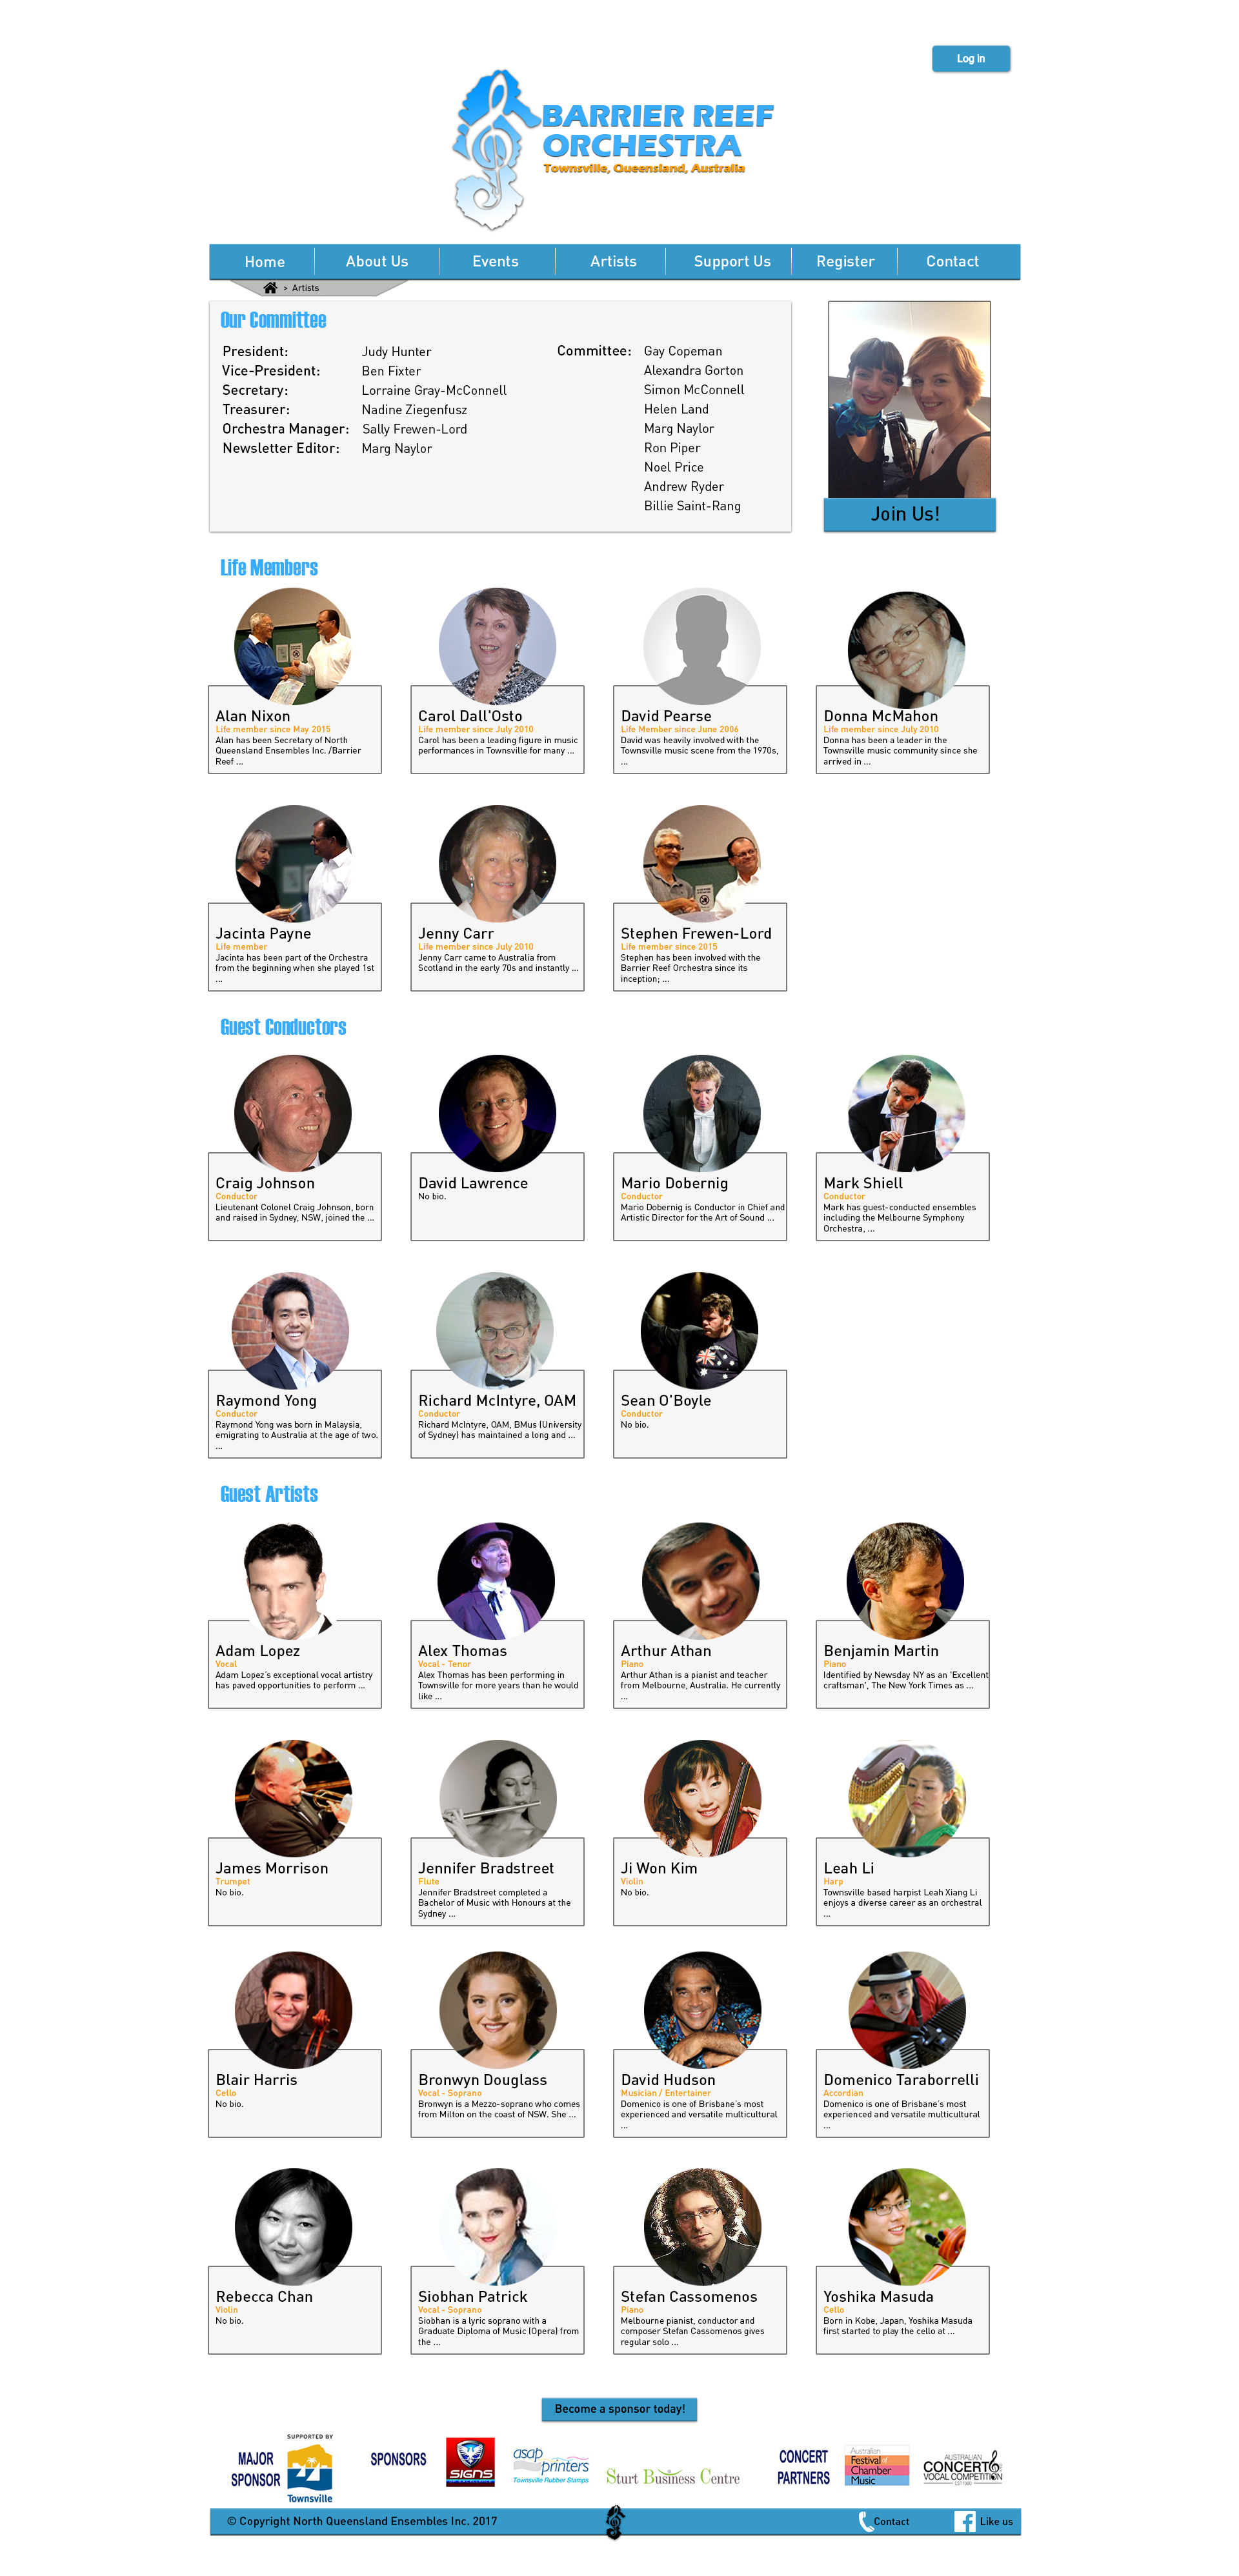 Log in
BARRIER REEF
ORCHESTRA
Townsville, Queensland, Australia
Home
About Us
Events
Artists
Support Us
Register
Contact
> Artists
Our Committee
President: Judy Hunter
Vice-President: Ben Fixter
Secretary: Lorraine Gray-McConnell
Treasurer: Nadine Ziegenfusz
Orchestra Manager: Sally Frewen-Lord
Newsletter Editor: Marg Naylor
Committee: Gay Copeman
Alexandra Gorton
Simon McConnell
Helen Land
Marg Naylor
Ron Piper
Noel Price
Andrew Ryder
Billie Saint-Rang
Join Us!
Life Members
Alan Nixon
Life member since May 2015
Alan has been Secretary of North
Queensland Ensembles Inc. /Barrier
Reef ...
Carol Dall'Osto
Life member since July 2010
Carol has been a leading figure in music
performances in Townsville for many ...
David Pearse
Life Member since June 2006
David was heavily involved with the
Townsville music scene from the 1970s,
...
Donna McMahon
Life member since July 2010
Donna has been a leader in the
Townsville music community since she
arrived in ...
Jacinta Payne
Life member
Jacinta has been part of the Orchestra
from the beginning when she played 1st
...
Jenny Carr
Life member since July 2010
Jenny Carr came to Australia from
Scotland in the early 70s and instantly ...
Stephen Frewen-Lord
Life member since 2015
Stephen has been involved with the
Barrier Reef Orchestra since its
inception; ...
Guest Conductors
Craig Johnson
Conductor
Lieutenant Colonel Craig Johnson, born
and raised in Sydney, NSW, joined the ...
David Lawrence
No bio.
Mario Dobernig
Conductor
Mario Dobernig is Conductor in Chief and
Artistic Director for the Art of Sound ...
Mark Shiell
Conductor
Mark has guest-conducted ensembles
including the Melbourne Symphony
Orchestra, ...
Raymond Yong
Conductor
Raymond Yong was born in Malaysia,
emigrating to Australia at the age of two.
...
Richard McIntyre, OAM
Conductor
Richard McIntyre, OAM, BMus (University
of Sydney) has maintained a long and ...
Sean O'Boyle
Conductor
No bio.
Guest Artists
Adam Lopez
Vocal
Adam Lopez's exceptional vocal artistry
has paved opportunities to perform ...
Alex Thomas
Vocal - Tenor
Alex Thomas has been performing in
Townsville for more years than he would
like ...
Arthur Athan
Piano
Arthur Athan is a pianist and teacher
from Melbourne, Australia. He currently
...
Benjamin Martin
Piano
Identified by Newsday NY as an 'Excellent
craftsman', The New York Times as ...
James Morrison
Trumpet
No bio.
Jennifer Bradstreet
Flute
Jennifer Bradstreet completed a
Bachelor of Music with Honours at the
Sydney ...
Ji Won Kim
Violin
No bio.
Leah Li
Harp
Townsville based harpist Leah Xiang Li
enjoys a diverse career as an orchestral
...
Blair Harris
Cello
No bio.
Bronwyn Douglass
Vocal - Soprano
Bronwyn is a Mezzo-soprano who comes
from Milton on the coast of NSW. She ...
David Hudson
Musician / Entertainer
Domenico is one of Brisbane's most
experienced and versatile multicultural
...
Domenico Taraborrelli
Accordian
Domenico is one of Brisbane's most
experienced and versatile multicultural
...
Rebecca Chan
Violin
No bio.
Siobhan Patrick
Vocal - Soprano
Siobhan is a lyric soprano with a
Graduate Diploma of Music (Opera) from
the ...
Stefan Cassomenos
Piano
Melbourne pianist, conductor and
composer Stefan Cassomenos gives
regular solo ...
Yoshika Masuda
Cello
Born in Kobe, Japan, Yoshika Masuda
first started to play the cello at ...
Become a sponsor today!
MAJOR
SPONSOR
SUPPORTED BY
Townsville
SPONSORS
SIGNS
asap
printers
Townsville Rubber Stamps
Sturt Business Centre
CONCERT
PARTNERS
Australian
Festival of
Chamber
Music
AUSTRALIAN
CONCERTO
VOCAL COMPETITION
© Copyright North Queensland Ensembles Inc. 2017
Contact
Like us